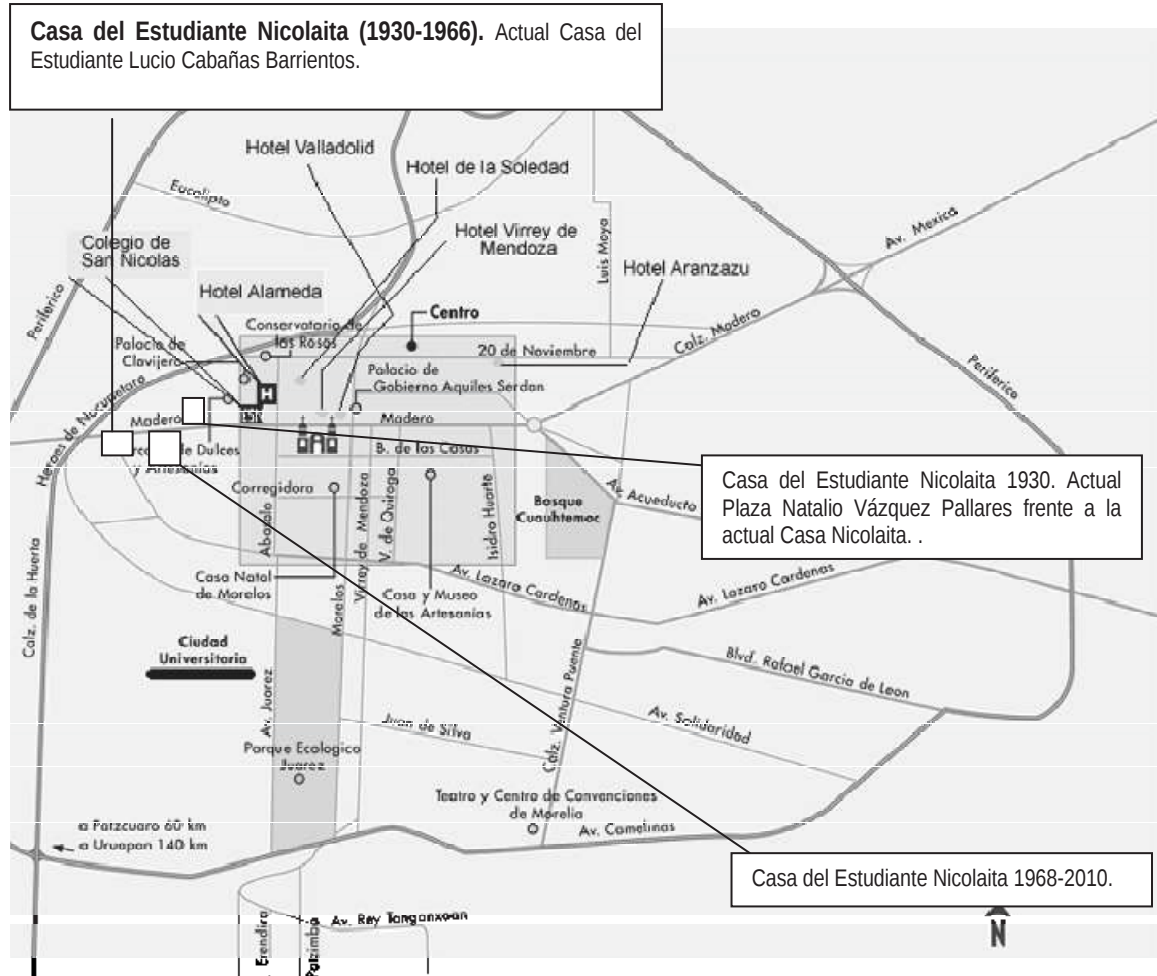 Casa del Estudiante Nicolaita (1930-1966). Actual Casa del
Estudiante Lucio Cabañas Barrientos.
Hotel Valladolid
Hotel de la Soledad
Eucalipto
Colegio de
San Nicolas
Hotel Virrey de
Mendoza
Luis Moya
Av. Mexico
Hotel Aranzazu
Hotel Alameda
Periferico
Centro
Conservatorio de
las Rosas
Calz. Madero
Palacio de
Clavijero
20 de Noviembre
Periferico
Palacio de
Gobierno Aquiles Serdan
H
Heroes de Nocupetaro
Madero
Madero
de Dulces
y Artesanias
B. de las Casas
Casa del Estudiante Nicolaita 1930. Actual
Plaza Natalio Vázquez Pallares frente a la
actual Casa Nicolaita. .
Av. Acueducto
Corregidora
Bosque
Cuauhtemoc
Abasolo
Virrey de Mendoza
V. de Quiroga
Isidro Huarte
Calz. de la Huerta
Casa Natal
de Morelos
Morelos
Casa y Museo
de las Artesanias
Av. Lazaro Cardenas
Av. Lazaro Cardenas
Ciudad
Universitaria
Blvd. Rafael Garcia de Leon
Av. Juarez
Juan de Silva
Calz. Ventura Puente
Av. Solidaridad
Parque Ecologico
Juarez
Teatro y Centro de Convenciones
de Morelia
Av. Camelinas
a Patzcuaro 60 km
a Uruapan 140 km
Casa del Estudiante Nicolaita 1968-2010.
Erendira
Patzimba
Av. Rey Tanganxoan
N